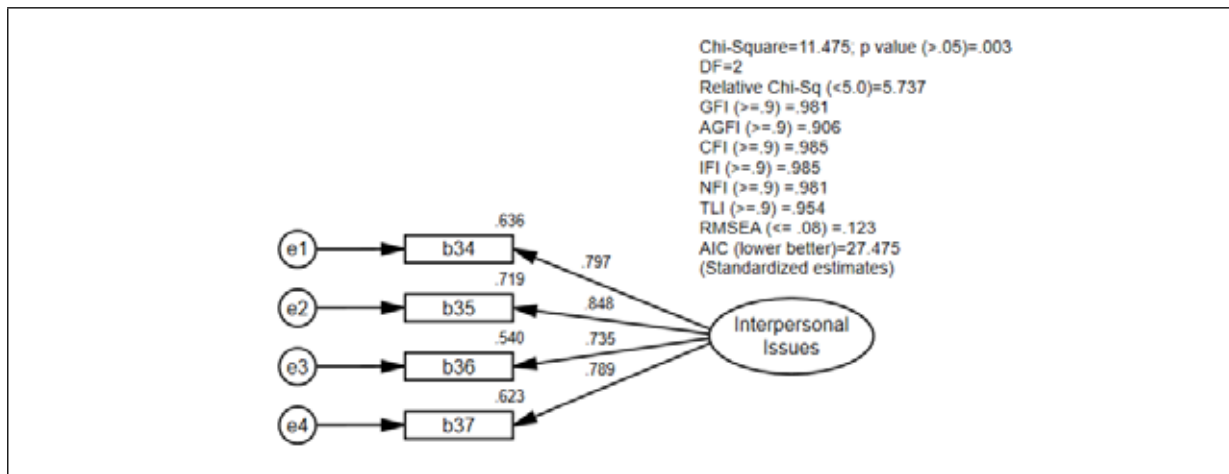 Chi-Square=11.475; p value (>.05)=.003
DF=2
Relative Chi-Sq (<5.0)=5.737
GFI (>=.9) =.981
AGFI (>=.9) =.906
CFI (>=.9) =.985
IFI (>=.9) =.985
NFI (>=.9) =.981
TLI (>=.9) =.954
RMSEA (<= .08) =.123
AIC (lower better)=27.475
(Standardized estimates)
.636
e1
b34
.797
.719
e2
b35
.848
.540
e3
b36
.735
.623
e4
b37
.789
Interpersonal
Issues